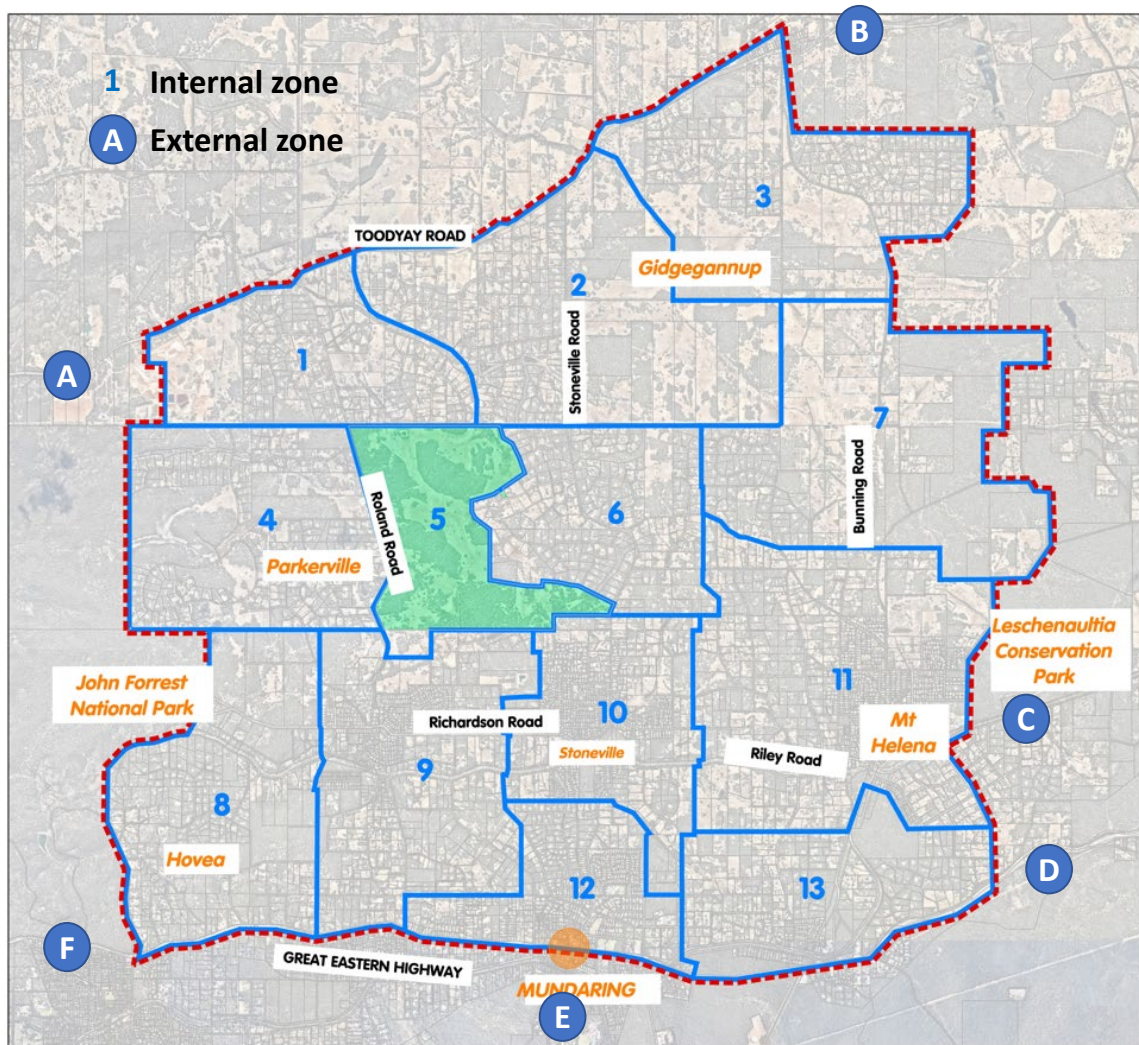 B
1 Internal zone
A External zone
3
TOODYAY ROAD
Gidgegannup
2
Stoneville Road
1
A
7
Bunning Road
4
Roland Road
5
6
Parkerville
Leschenaultia
Conservation
Park
John Forrest
National Park
11
C
Richardson Road
10
Mt
Helena
Stoneville
Riley Road
9
8
Hovea
12
13
D
F
GREAT EASTERN HIGHWAY
MUNDARING
E